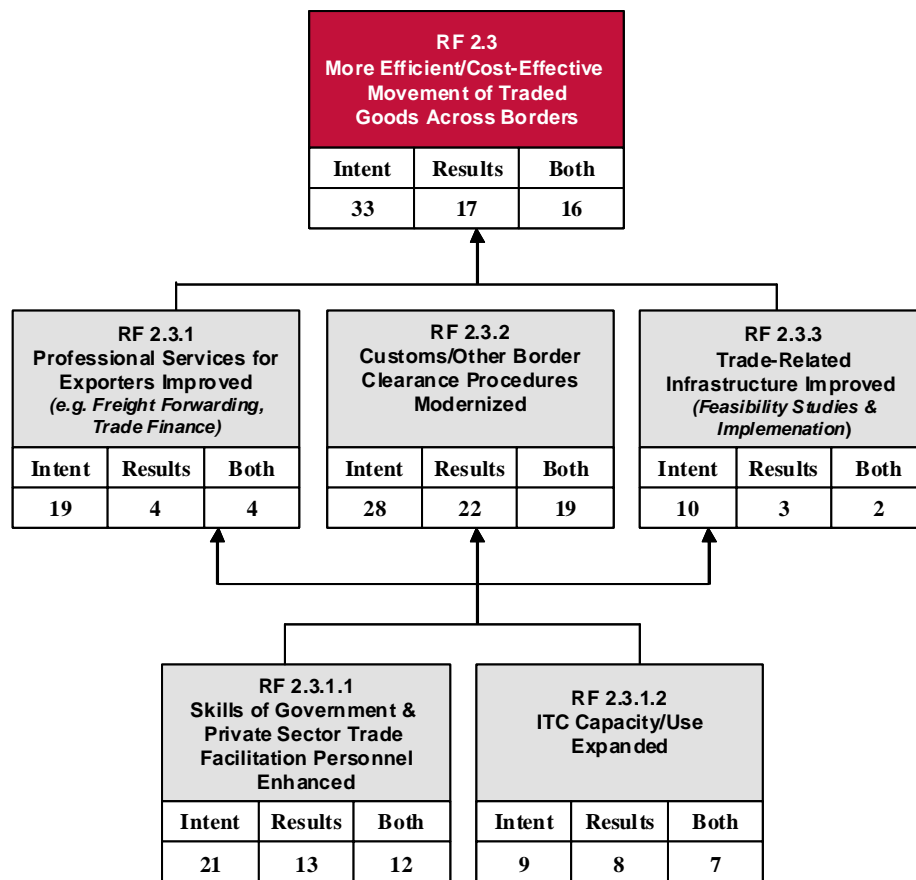 RF 2.3
More Efficient/Cost-Effective
Movement of Traded
Goods Across Borders
Intent Results Both
33 17 16
RF 2.3.1
Professional Services for
Exporters Improved
(e.g. Freight Forwarding,
Trade Finance)
Intent Results Both
19 4 4
RF 2.3.2
Customs/Other Border
Clearance Procedures
Modernized
Intent Results Both
28 22 19
RF 2.3.3
Trade-Related
Infrastructure Improved
(Feasibility Studies &
Implemenation)
Intent Results Both
10 3 2
RF 2.3.1.1
Skills of Government &
Private Sector Trade
Facilitation Personnel
Enhanced
Intent Results Both
21 13 12
RF 2.3.1.2
ITC Capacity/Use
Expanded
Intent Results Both
9 8 7